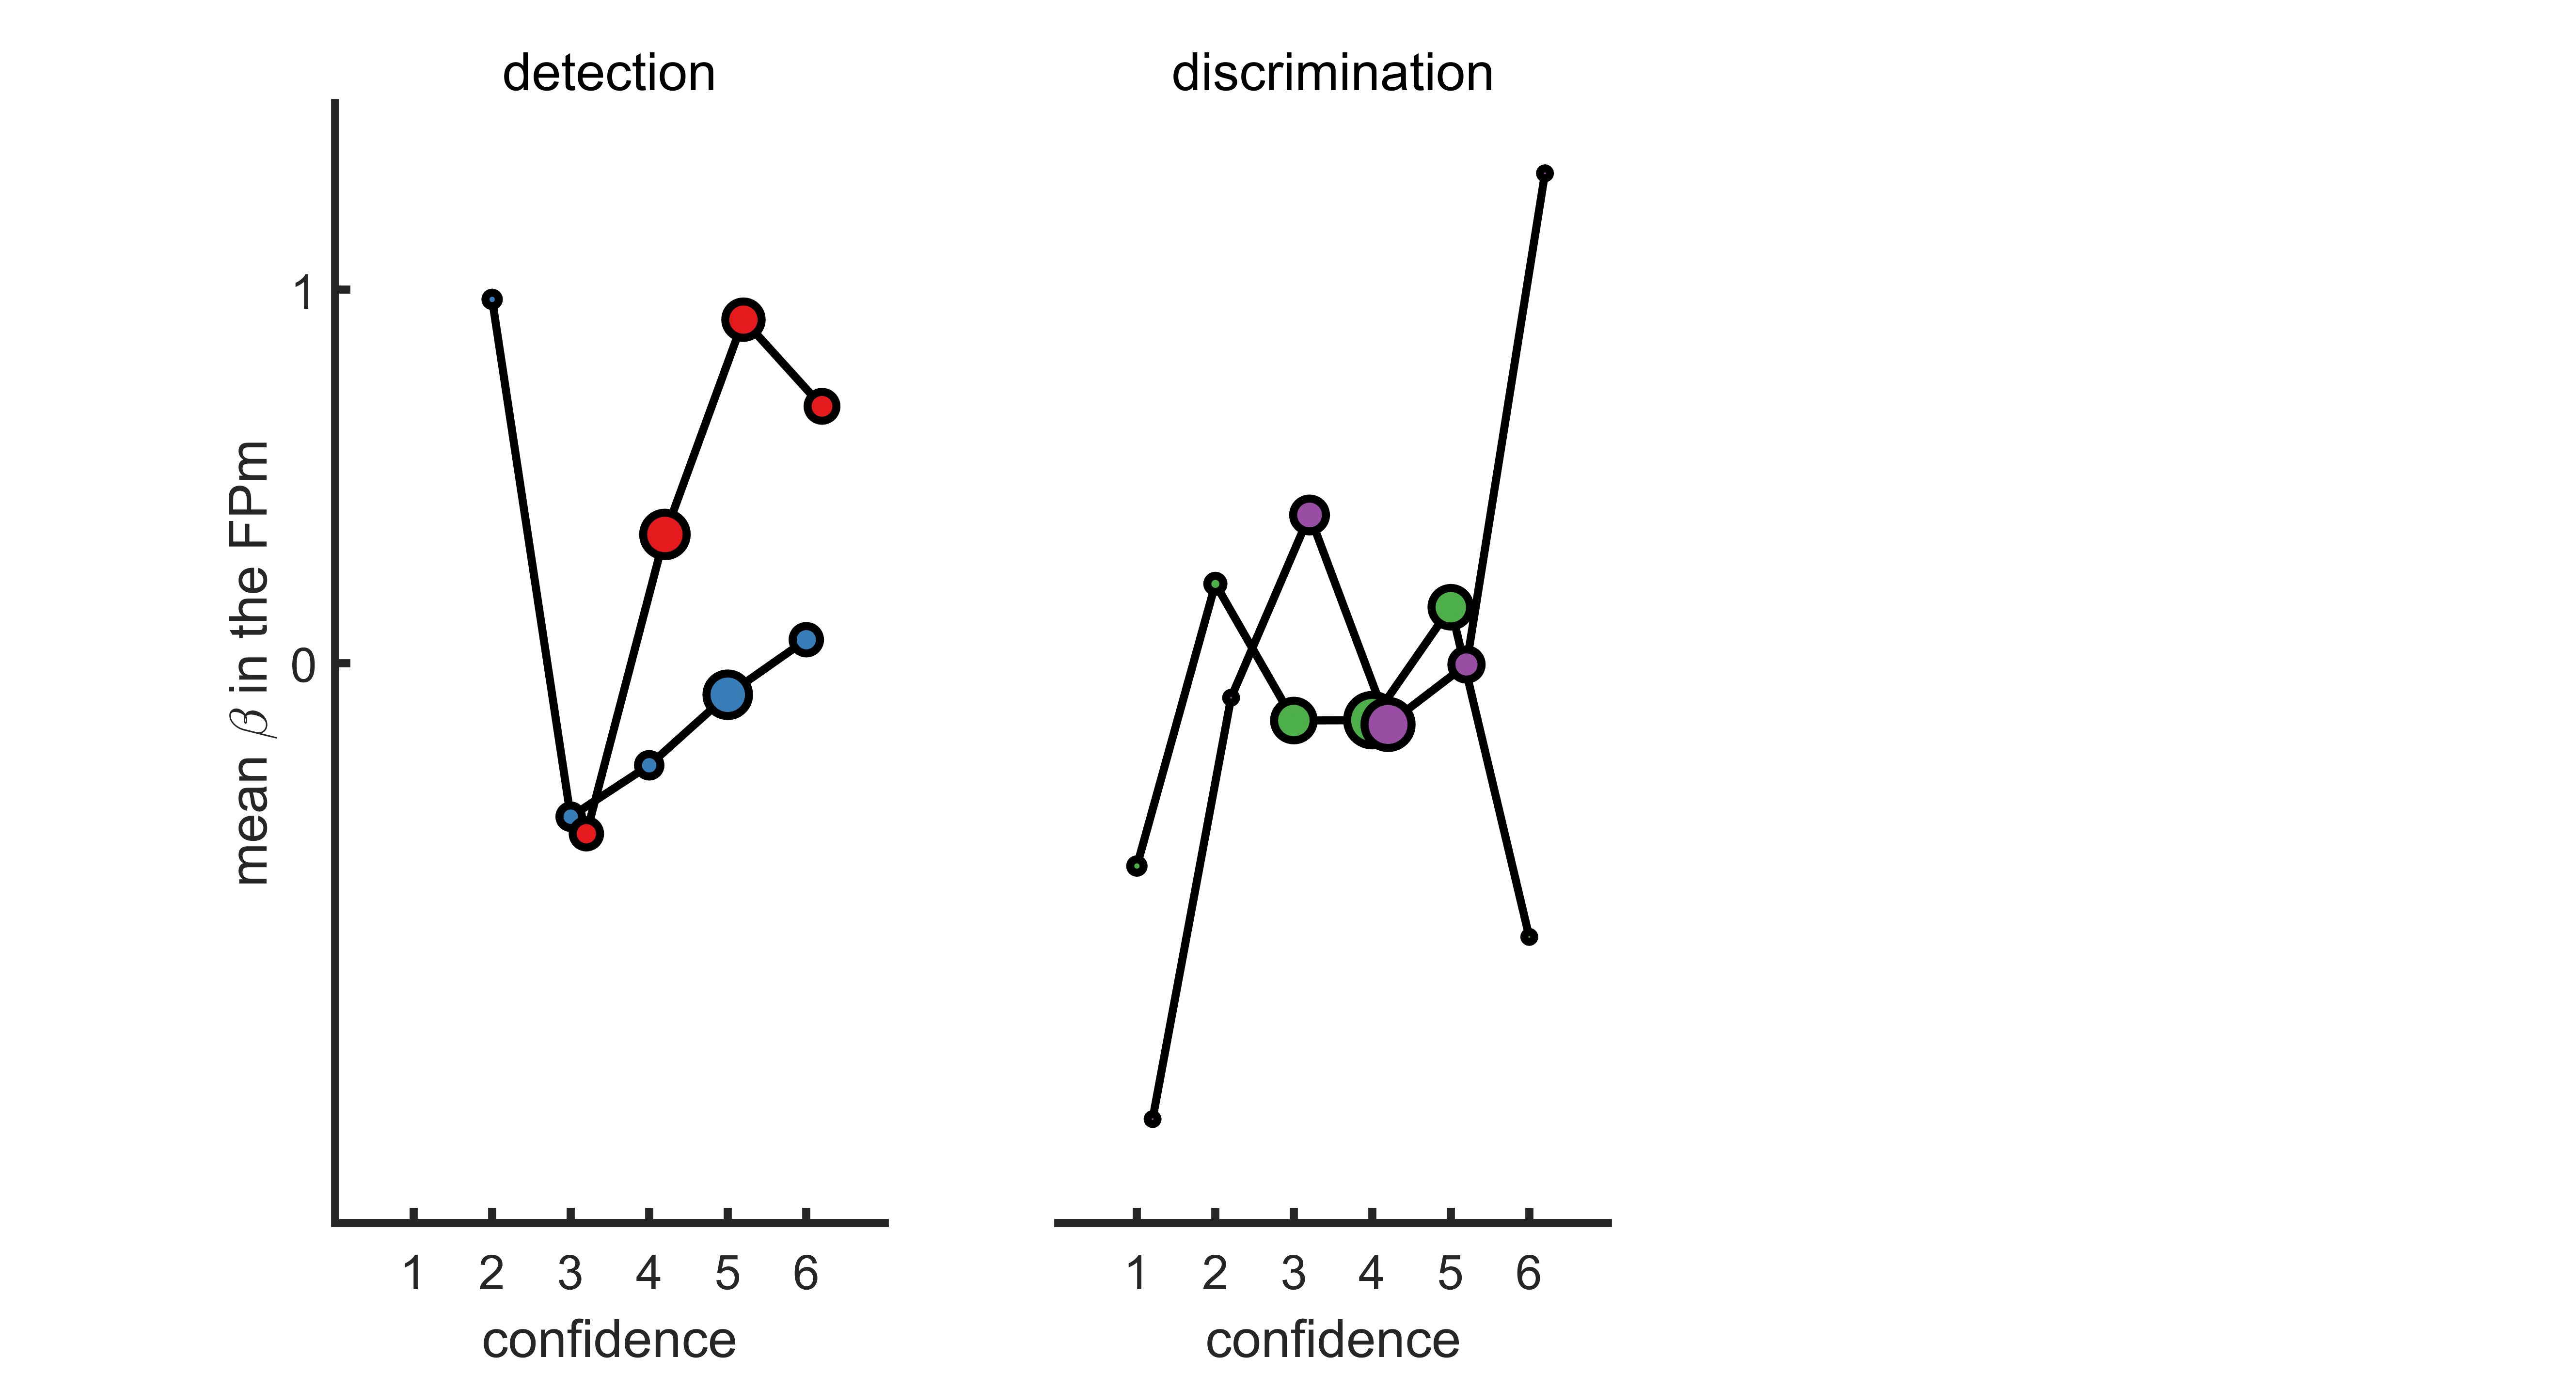 detection
discrimination
1
0
mean β in the FPm
1 2 3 4 5 6
1 2 3 4 5 6
confidence
confidence